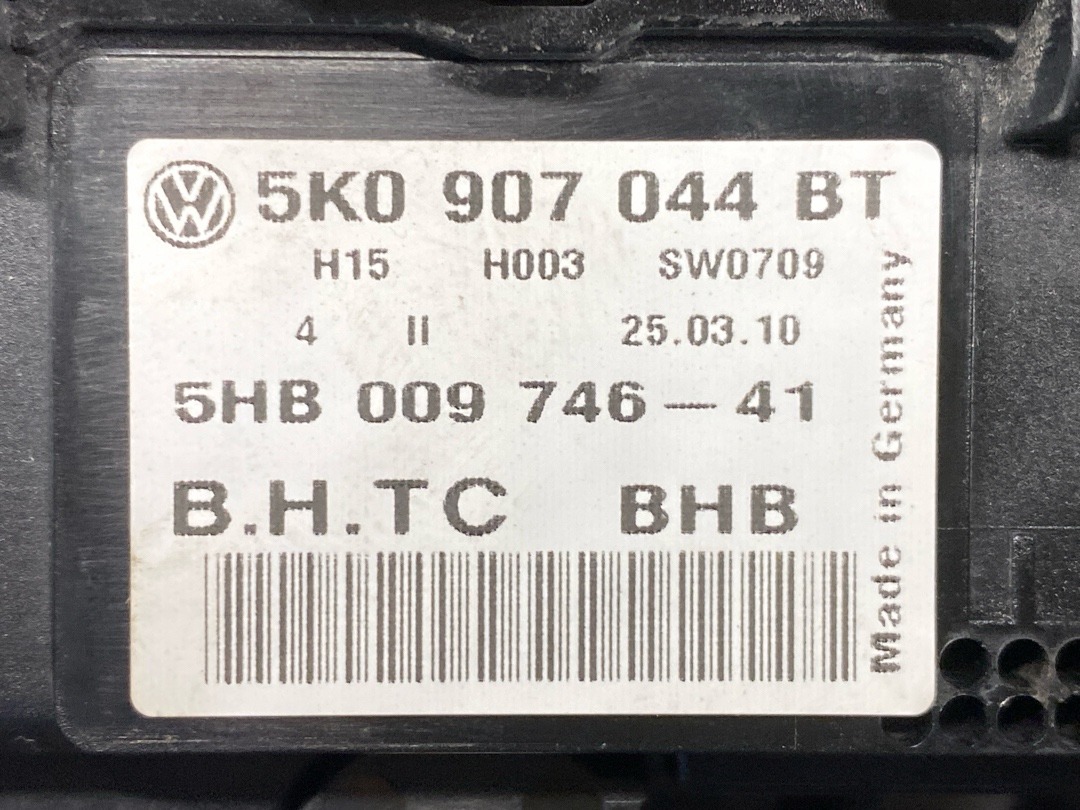 5K0 907 044 BT
H15 H003 SW0709
4 II 25.03.10
5HB 009 746-41
B.H.TC BHB
Made in Germany